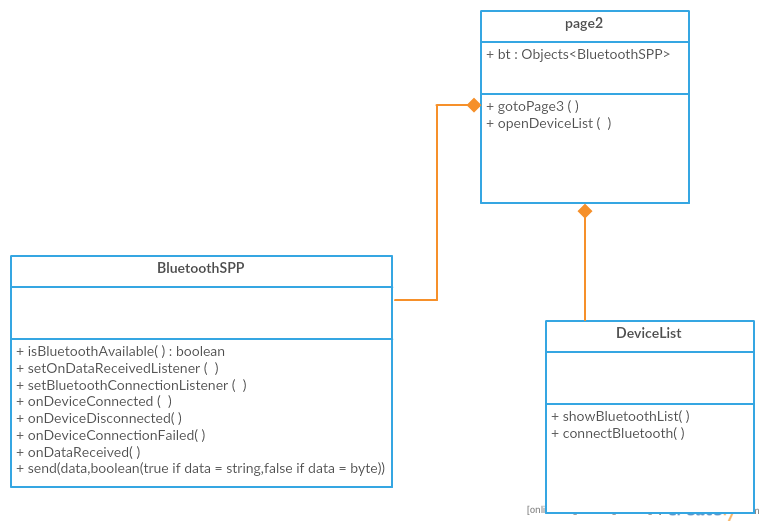 page2
+ bt : Objects<BluetoothSPP>
+ gotoPage3 ( )
+ openDeviceList (  )
BluetoothSPP
+ isBluetoothAvailable( ) : boolean
+ setOnDataReceivedListener (  )
+ setBluetoothConnectionListener (  )
+ onDeviceConnected (  )
+ onDeviceDisconnected( )
+ onDeviceConnectionFailed( )
+ onDataReceived( )
+ send(data,boolean(true if data = string,false if data = byte))
DeviceList
+ showBluetoothList( )
+ connectBluetooth( )